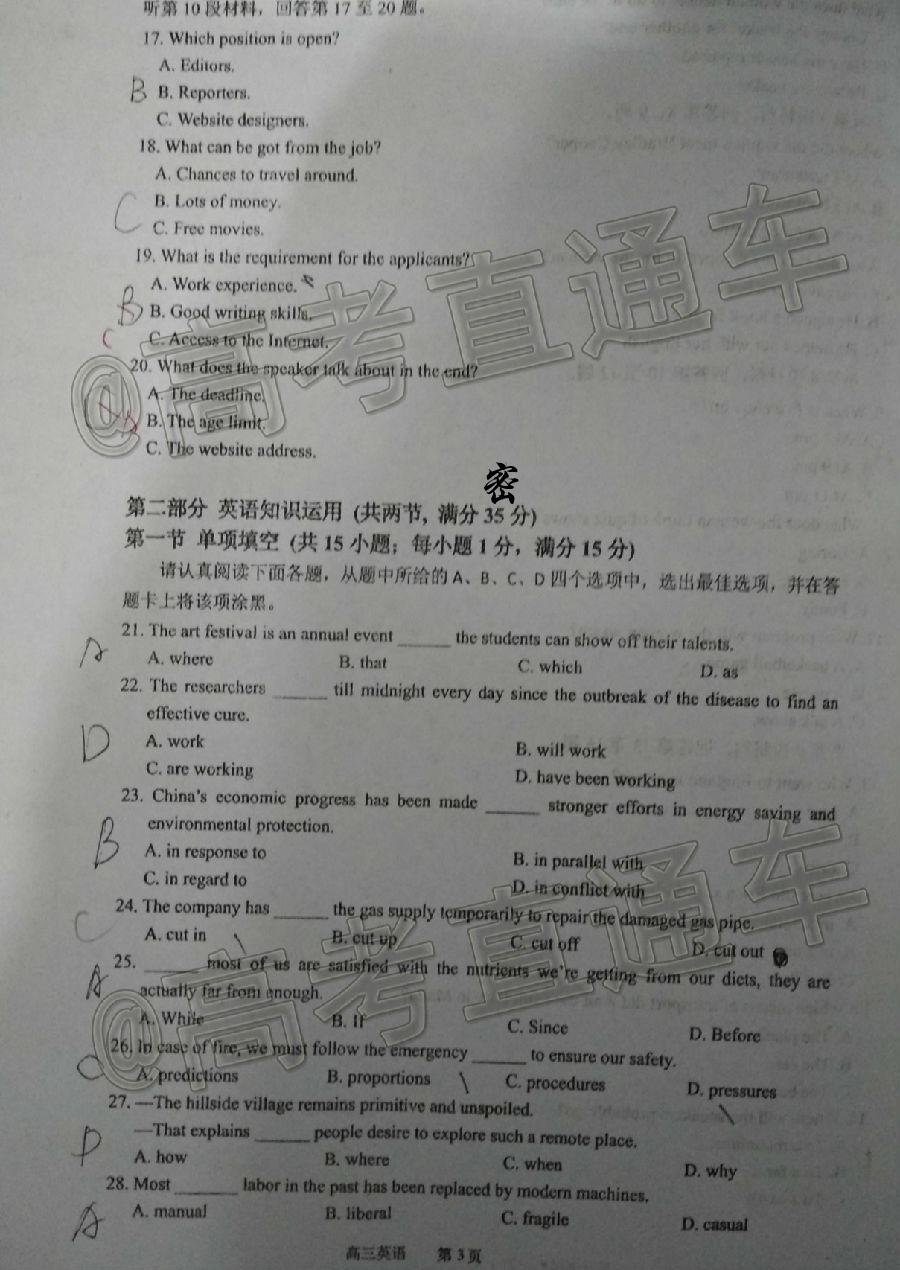 听第 10 段材料，回答第 17 至 20 题。
17. Which position is open?
A. Editors.
B B. Reporters.
C. Website designers.
18. What can be got from the job?
A. Chances to travel around.
B. Lots of money.
C C. Free movies.
19. What is the requirement for the applicants?
A. Work experience.
B B. Good writing skills.
C C. Access to the Internet.
20. What does the speaker talk about in the end?
A. The deadline.
B. The age limit.
C. The website address.
密
第二部分 英语知识运用 (共两节, 满分 35 分)
第一节 单项填空 (共 15 小题；每小题 1 分，满分 15 分)
请认真阅读下面各题，从题中所给的 A、B、C、D 四个选项中，选出最佳选项，并在答
题卡上将该项涂黑。
21. The art festival is an annual event ______ the students can show off their talents.
A A. where B. that C. which D. as
22. The researchers ______ till midnight every day since the outbreak of the disease to find an
effective cure.
D A. work B. will work
C. are working D. have been working
23. China's economic progress has been made ______ stronger efforts in energy saving and
environmental protection.
B A. in response to B. in parallel with
C. in regard to D. in conflict with
24. The company has ______ the gas supply temporarily to repair the damaged gas pipe.
C A. cut in B. cut up C. cut off D. cut out
25. ______ most of us are satisfied with the nutrients we're getting from our diets, they are
A actually far from enough.
A. While B. If C. Since D. Before
26. In case of fire, we must follow the emergency ______ to ensure our safety.
C A. predictions B. proportions C. procedures D. pressures
27. —The hillside village remains primitive and unspoiled.
—That explains ______ people desire to explore such a remote place.
D A. how B. where C. when D. why
28. Most ______ labor in the past has been replaced by modern machines.
A A. manual B. liberal C. fragile D. casual
高三英语 第 3 页
@高考直通车
@高考直通车